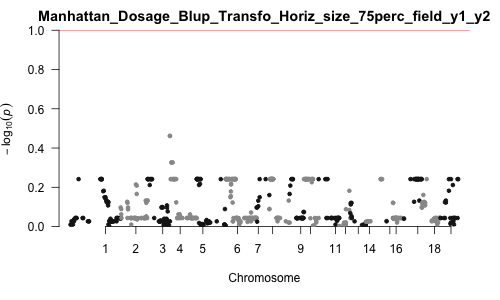 Manhattan_Dosage_Blup_Transfo_Horiz_size_75perc_field_y1_y2
1.0
0.8
0.6
0.4
0.2
0.0
− log₁₀(p)
1 2 3 4 5 6 7 9 11 14 16 18
Chromosome